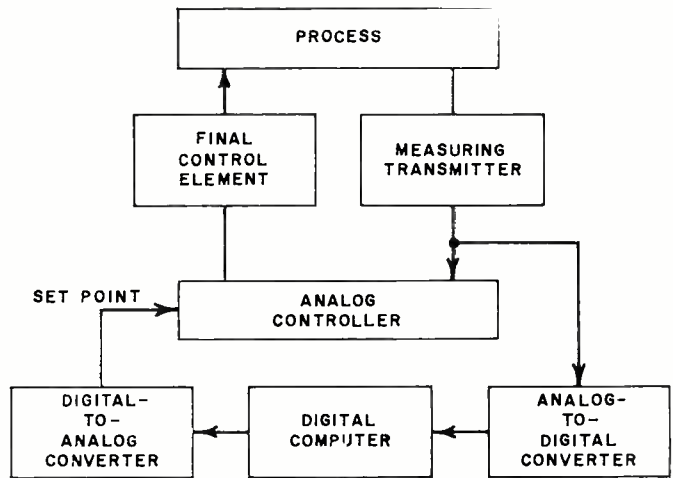 PROCESS
FINAL
CONTROL
ELEMENT
MEASURING
TRANSMITTER
SET POINT
ANALOG
CONTROLLER
DIGITAL-
TO-
ANALOG
CONVERTER
DIGITAL
COMPUTER
ANALOG-
TO-
DIGITAL
CONVERTER